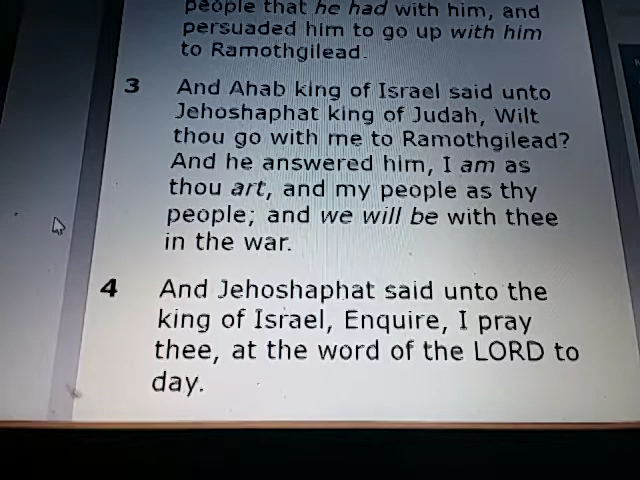 people that he had with him, and
persuaded him to go up with him
to Ramothgilead.
3 And Ahab king of Israel said unto
Jehoshaphat king of Judah, Wilt
thou go with me to Ramothgilead?
And he answered him, I am as
thou art, and my people as thy
people; and we will be with thee
in the war.
4 And Jehoshaphat said unto the
king of Israel, Enquire, I pray
thee, at the word of the LORD to
day.